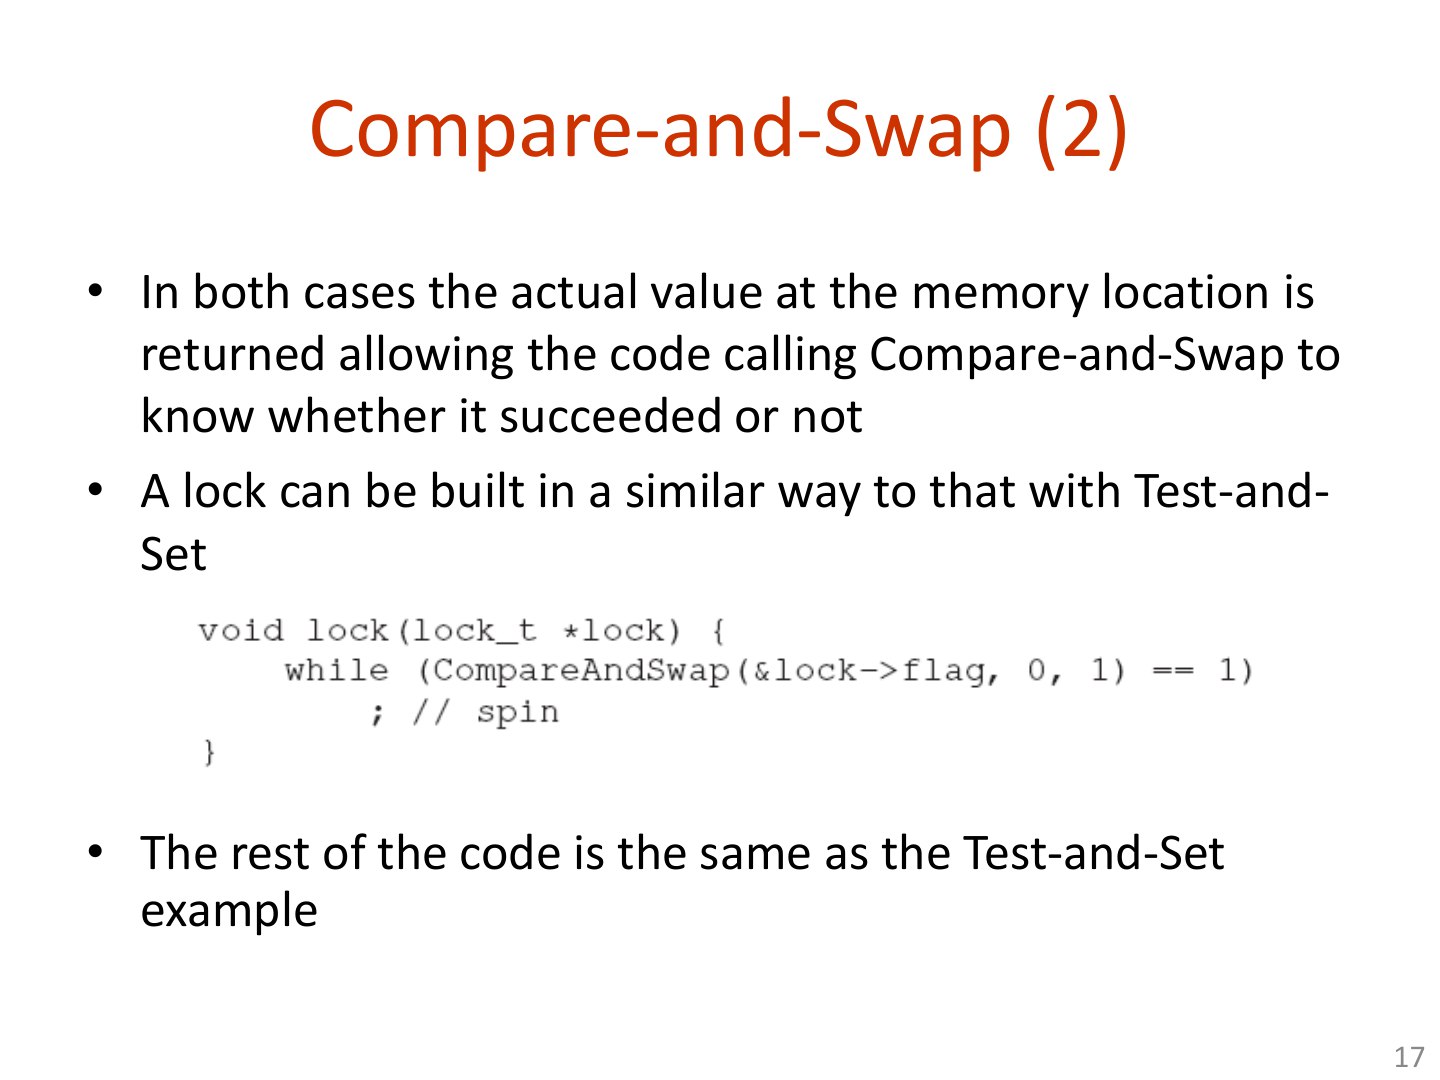 Compare-and-Swap (2)
• In both cases the actual value at the memory location is
returned allowing the code calling Compare-and-Swap to
know whether it succeeded or not
• A lock can be built in a similar way to that with Test-and-
Set
void lock(lock_t *lock) {
    while (CompareAndSwap(&lock->flag, 0, 1) == 1)
        ; // spin
}
• The rest of the code is the same as the Test-and-Set
example
17